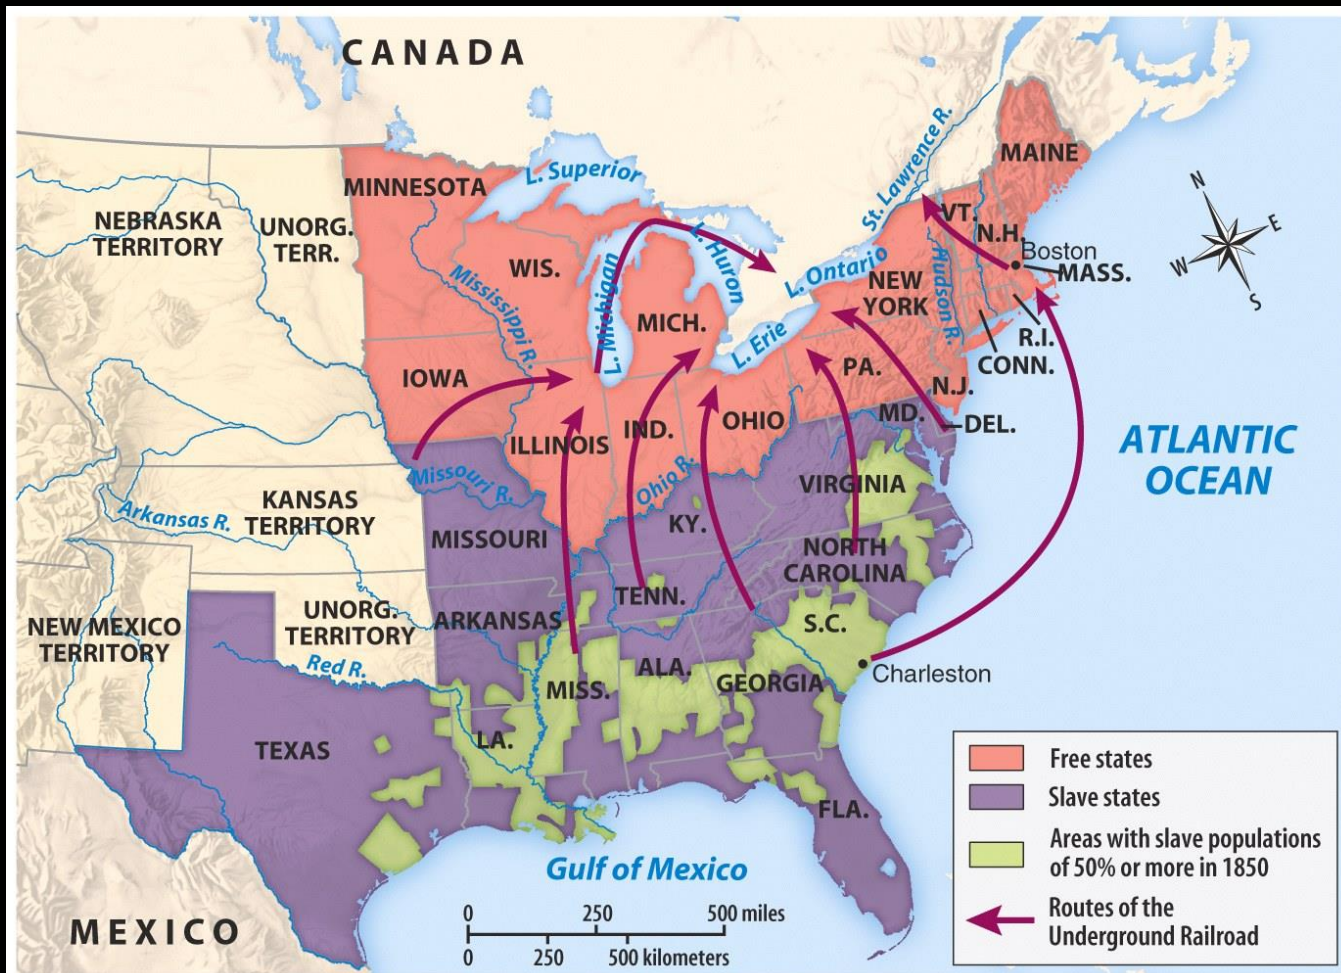 CANADA
MAINE
St. Lawrence R.
L. Superior
MINNESOTA
NEBRASKA
TERRITORY
UNORG.
TERR.
VT.
N.H.
Boston
MASS.
L. Huron
L. Ontario
WIS.
Mississippi R.
L. Michigan
NEW
YORK
Hudson R.
MICH.
L. Erie
R.I.
CONN.
IOWA
PA.
N.J.
MD.
DEL.
OHIO
IND.
ILLINOIS
ATLANTIC
OCEAN
Missouri R.
Ohio R.
VIRGINIA
KANSAS
TERRITORY
Arkansas R.
KY.
MISSOURI
NORTH
CAROLINA
TENN.
UNORG.
TERRITORY
ARKANSAS
NEW MEXICO
TERRITORY
S.C.
Red R.
ALA.
GEORGIA
Charleston
MISS.
LA.
TEXAS
FLA.
Gulf of Mexico
MEXICO
0 250 500 miles
0 250 500 kilometers
Free states
Slave states
Areas with slave populations
of 50% or more in 1850
Routes of the
Underground Railroad
N
E
W
S